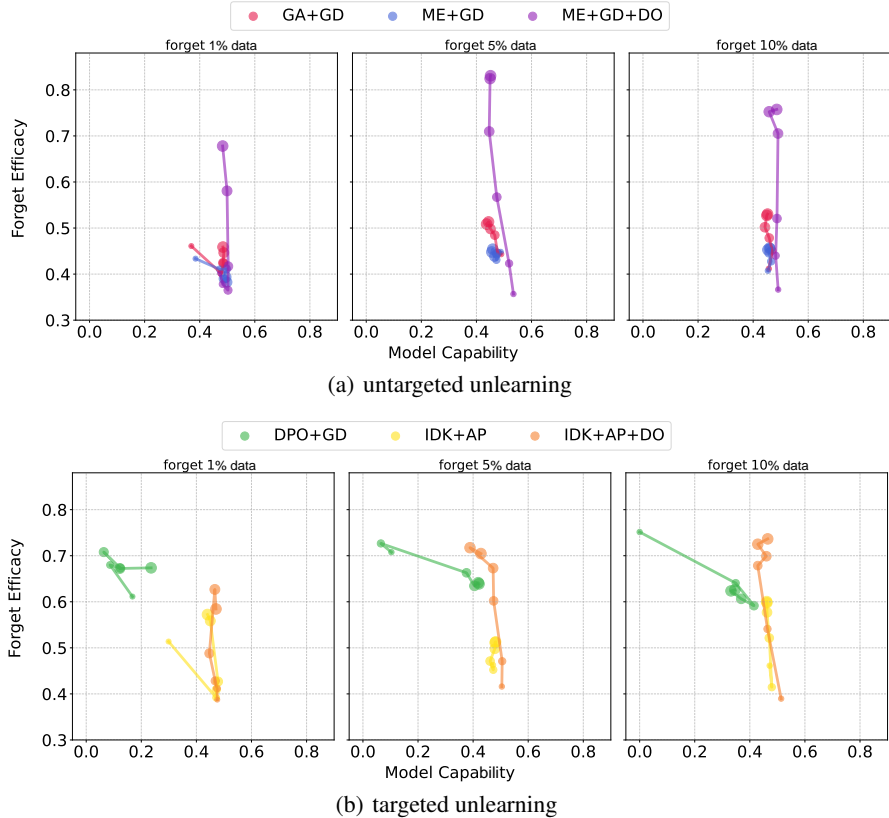 GA+GD ME+GD ME+GD+DO
forget 1% data forget 5% data forget 10% data
0.8
0.7
0.6
0.5
0.4
0.3
Forget Efficacy
0.0 0.2 0.4 0.6 0.8 0.0 0.2 0.4 0.6 0.8 0.0 0.2 0.4 0.6 0.8
Model Capability
(a) untargeted unlearning
DPO+GD IDK+AP IDK+AP+DO
forget 1% data forget 5% data forget 10% data
0.8
0.7
0.6
0.5
0.4
0.3
Forget Efficacy
0.0 0.2 0.4 0.6 0.8 0.0 0.2 0.4 0.6 0.8 0.0 0.2 0.4 0.6 0.8
Model Capability
(b) targeted unlearning